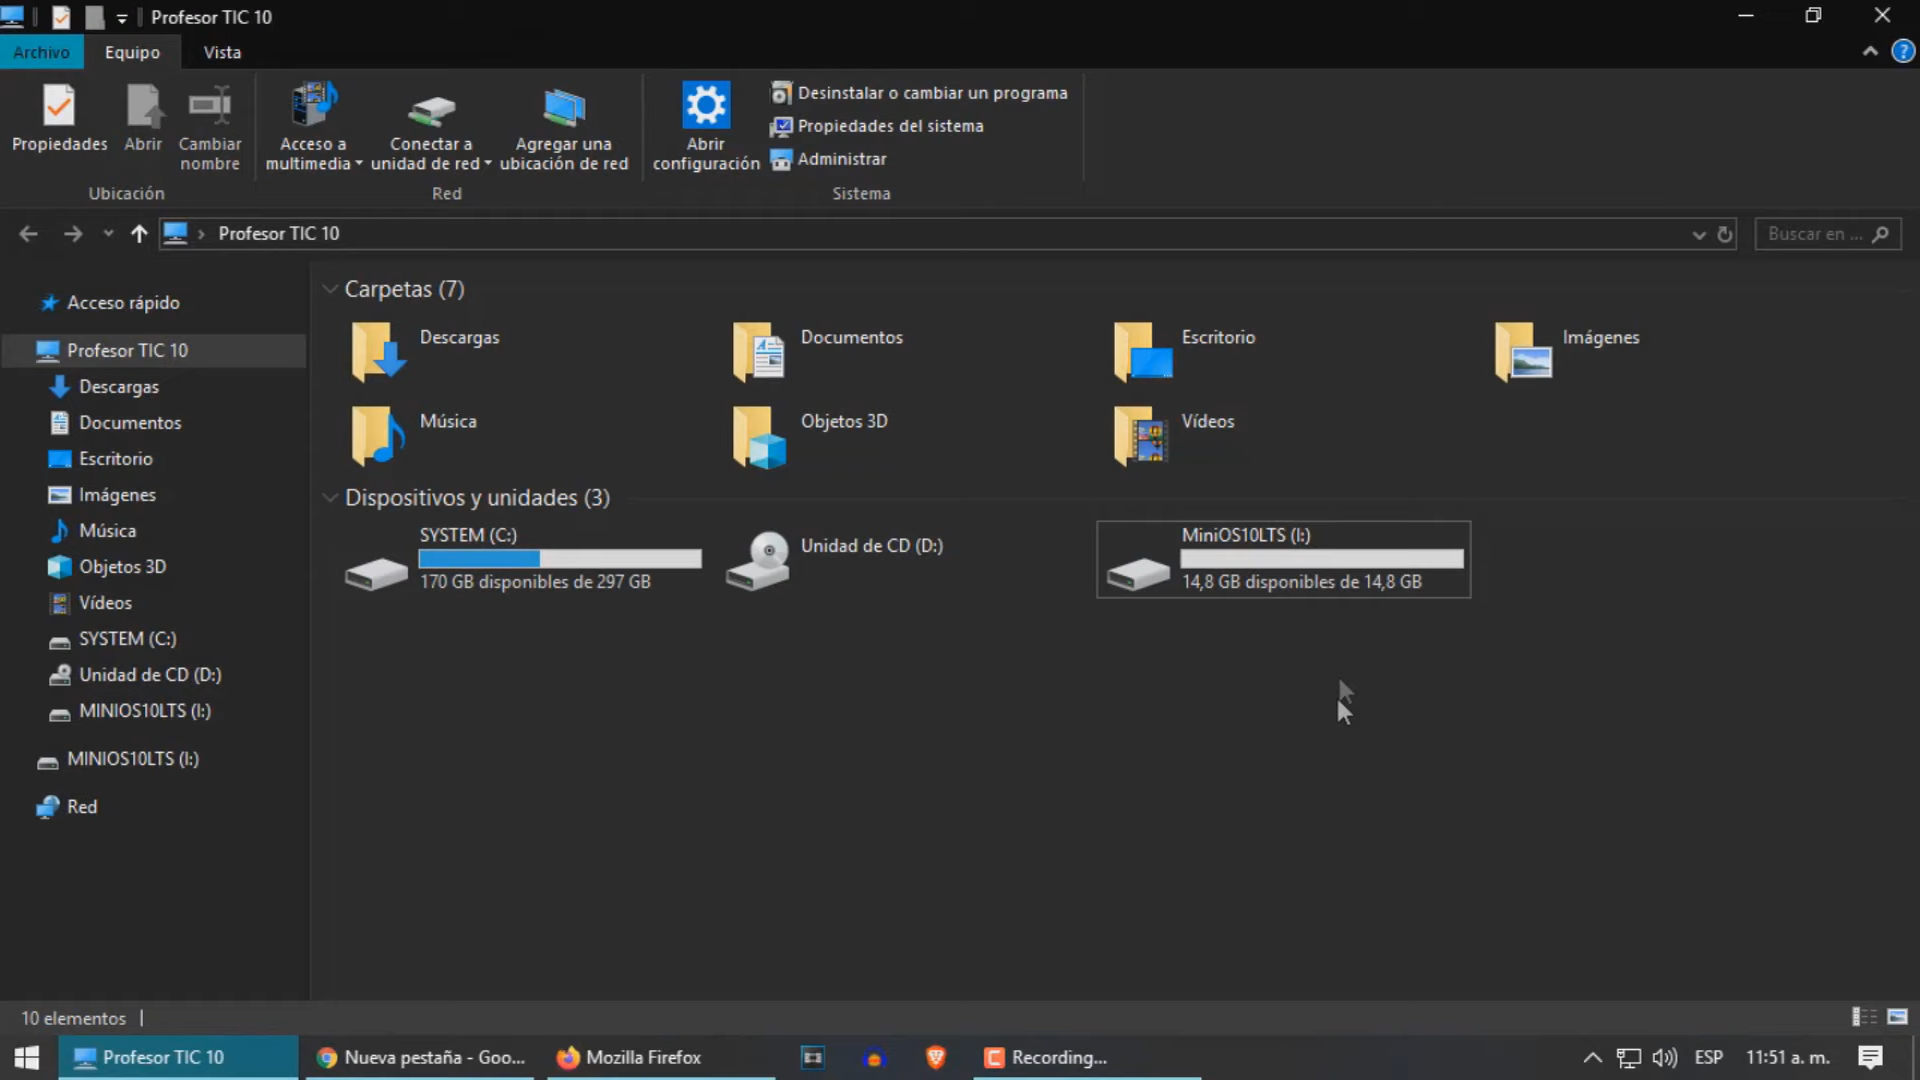 Profesor TIC 10
Archivo
Equipo
Vista
Propiedades
Abrir
Cambiar
nombre
Ubicación
Acceso a
multimedia
Conectar a
unidad de red
Agregar una
ubicación de red
Red
Abrir
configuración
Desinstalar o cambiar un programa
Propiedades del sistema
Administrar
Sistema
Profesor TIC 10
Buscar en ...
Acceso rápido
Profesor TIC 10
Descargas
Documentos
Escritorio
Imágenes
Música
Objetos 3D
Vídeos
SYSTEM (C:)
Unidad de CD (D:)
MINIOS10LTS (I:)
MINIOS10LTS (I:)
Red
Carpetas (7)
Descargas
Documentos
Escritorio
Imágenes
Música
Objetos 3D
Vídeos
Dispositivos y unidades (3)
SYSTEM (C:)
170 GB disponibles de 297 GB
Unidad de CD (D:)
MiniOS10LTS (I:)
14,8 GB disponibles de 14,8 GB
10 elementos
Profesor TIC 10
Nueva pestaña - Goo...
Mozilla Firefox
Recording...
ESP
11:51 a. m.